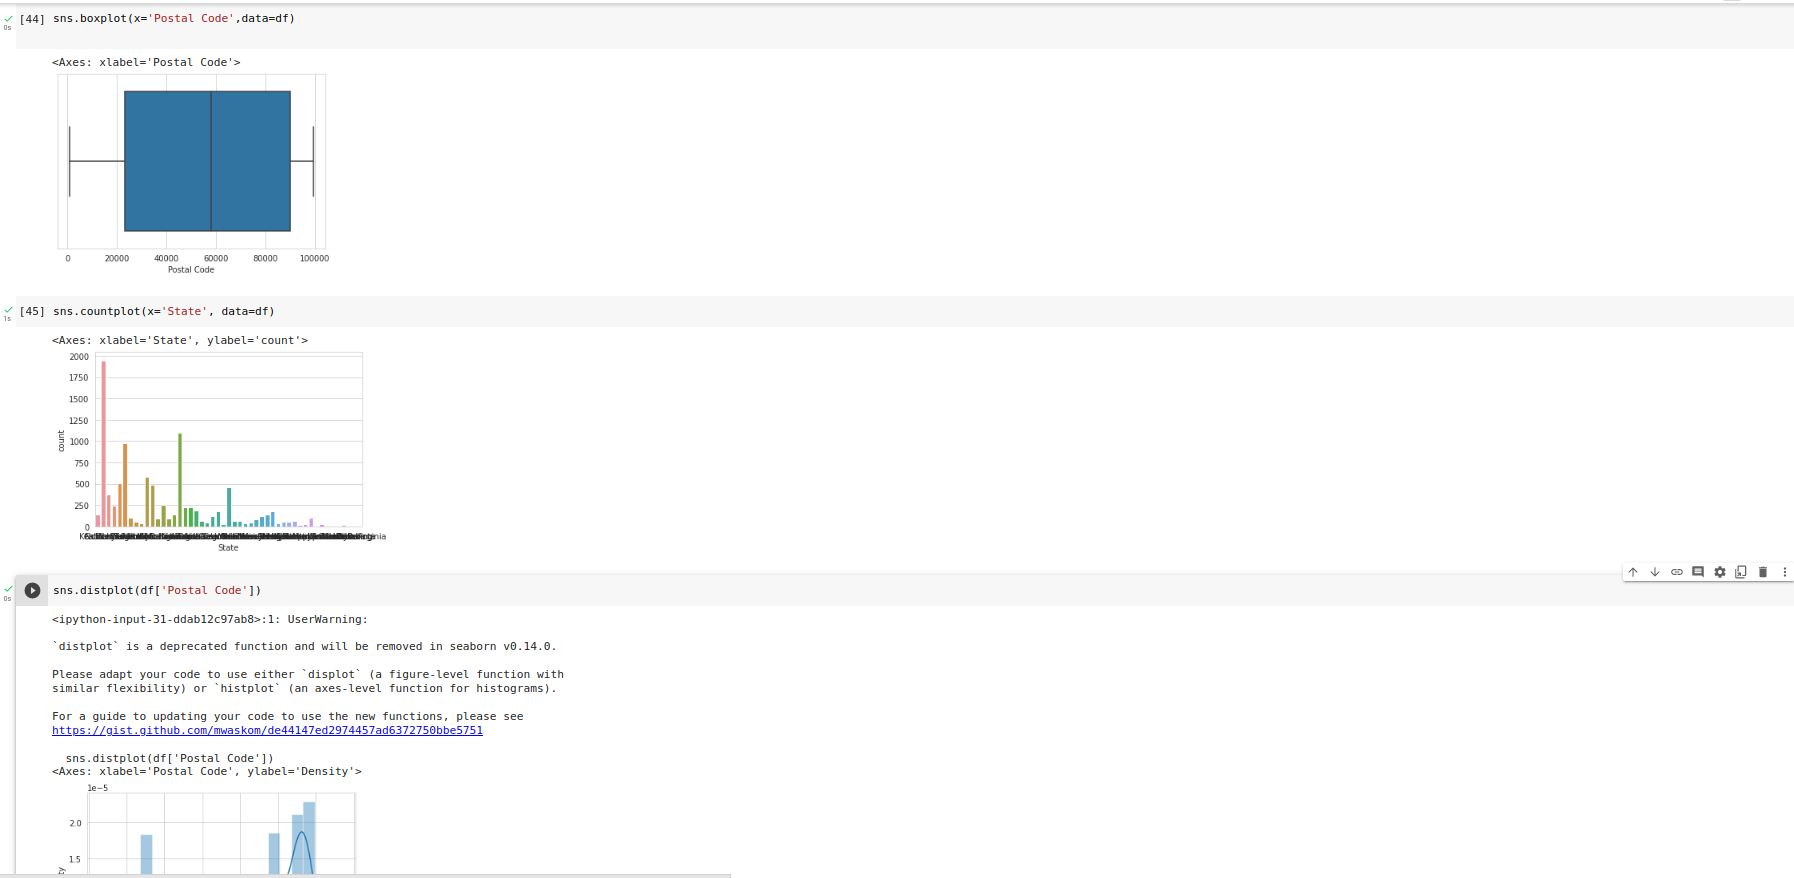 [44] sns.boxplot(x='Postal Code',data=df)
0s
<Axes: xlabel='Postal Code'>
0 20000 40000 60000 80000 100000
Postal Code
[45] sns.countplot(x='State', data=df)
1s
<Axes: xlabel='State', ylabel='count'>
2000
1750
1500
1250
1000
750
500
250
0
count
State
sns.distplot(df['Postal Code'])
0s
<ipython-input-31-ddab12c97ab8>:1: UserWarning:
`distplot` is a deprecated function and will be removed in seaborn v0.14.0.
Please adapt your code to use either `displot` (a figure-level function with
similar flexibility) or `histplot` (an axes-level function for histograms).
For a guide to updating your code to use the new functions, please see
https://gist.github.com/mwaskom/de44147ed2974457ad6372750bbe5751
sns.distplot(df['Postal Code'])
<Axes: xlabel='Postal Code', ylabel='Density'>
1e−5
2.0
1.5